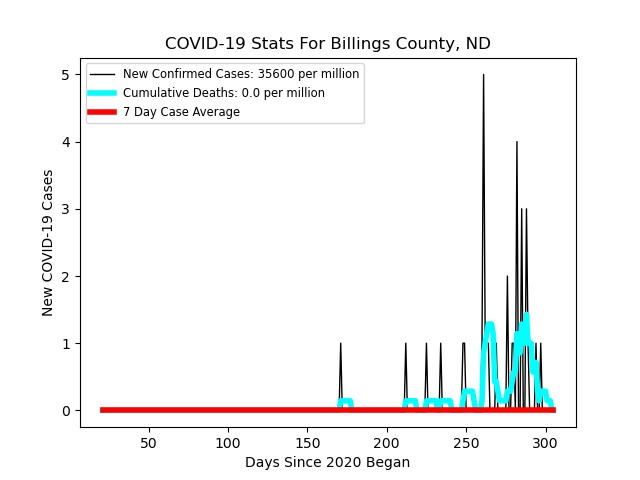 COVID-19 Stats For Billings County, ND
New Confirmed Cases: 35600 per million
Cumulative Deaths: 0.0 per million
7 Day Case Average
New COVID-19 Cases
5
4
3
2
1
0
50 100 150 200 250 300
Days Since 2020 Began